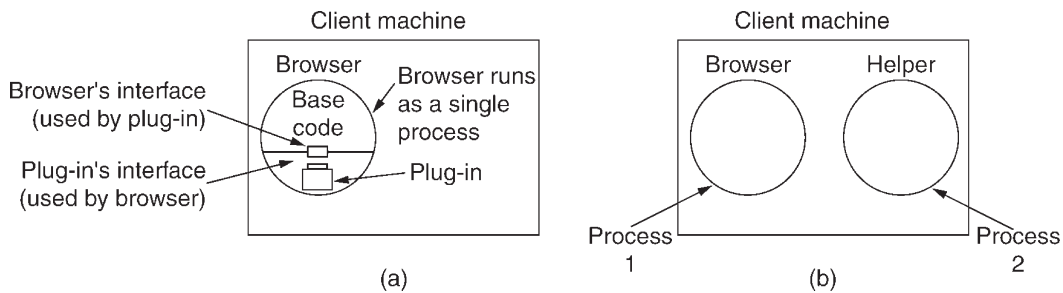 Client machine
Browser
Base
code
Browser's interface
(used by plug-in)
Plug-in's interface
(used by browser)
Browser runs
as a single
process
Plug-in
(a)
Client machine
Browser
Helper
Process
1
Process
2
(b)